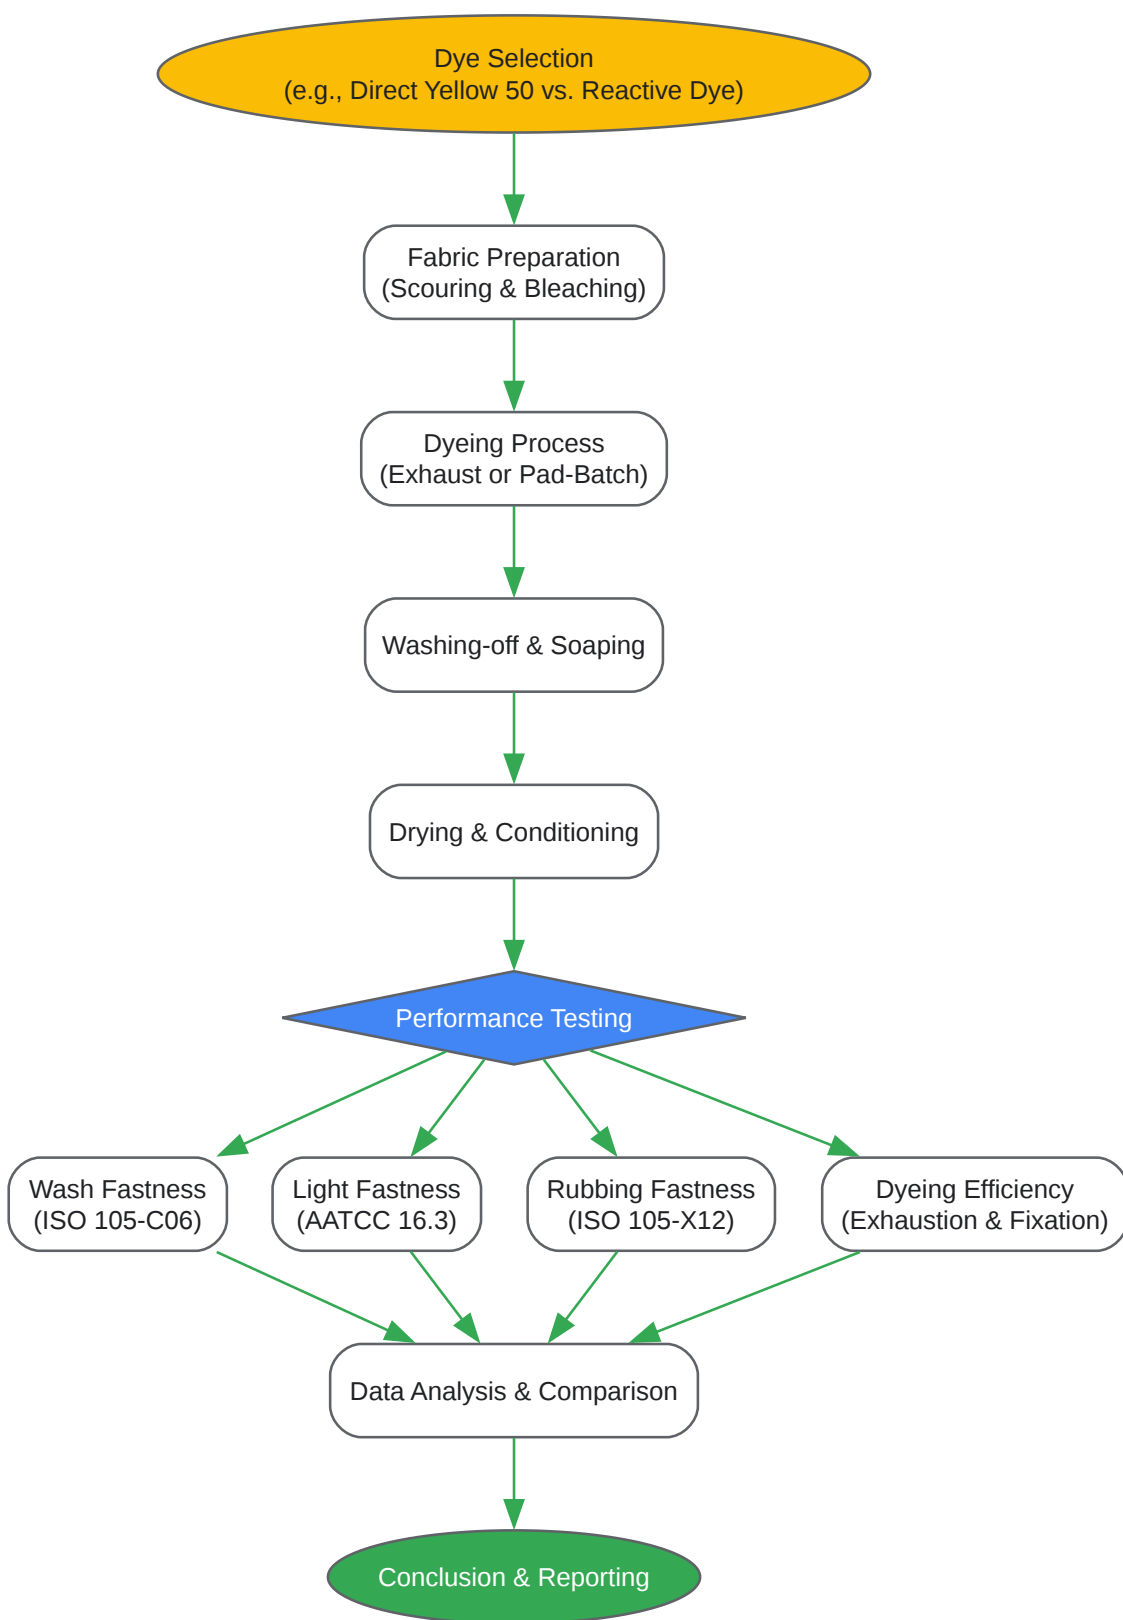 Dye Selection
(e.g., Direct Yellow 50 vs. Reactive Dye)
Fabric Preparation
(Scouring & Bleaching)
Dyeing Process
(Exhaust or Pad-Batch)
Washing-off & Soaping
Drying & Conditioning
Performance Testing
Wash Fastness
(ISO 105-C06)
Light Fastness
(AATCC 16.3)
Rubbing Fastness
(ISO 105-X12)
Dyeing Efficiency
(Exhaustion & Fixation)
Data Analysis & Comparison
Conclusion & Reporting